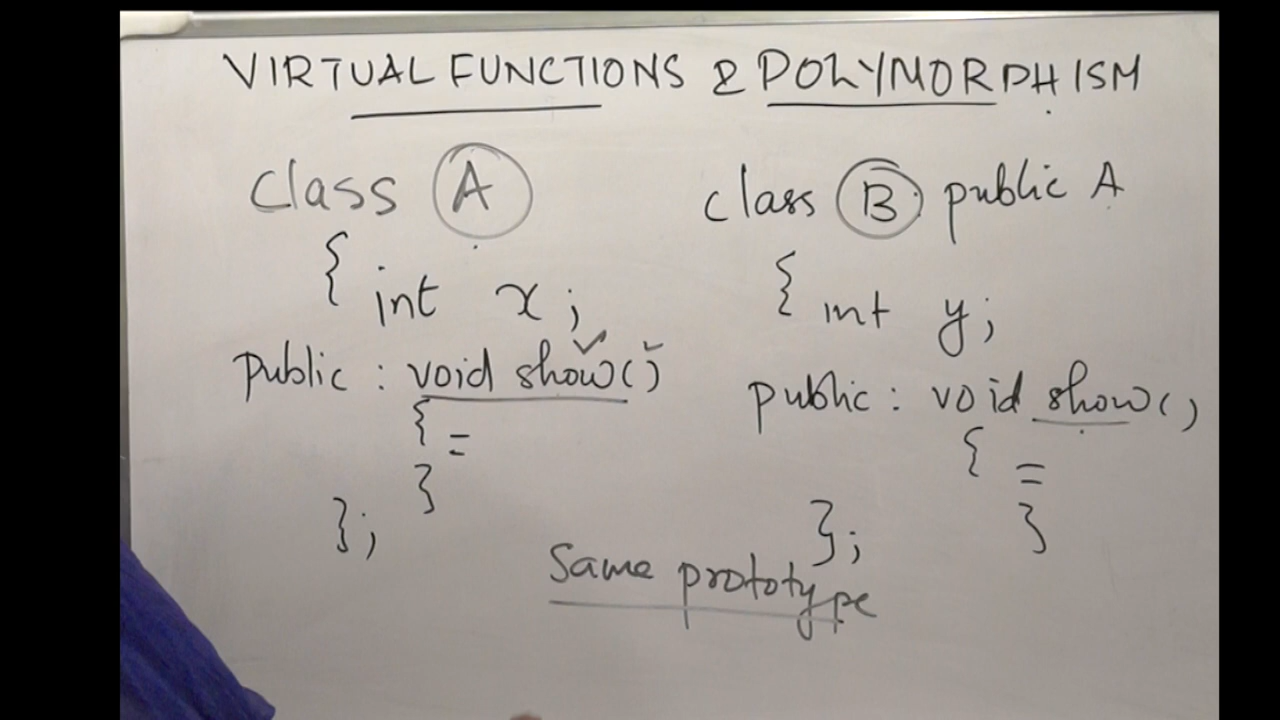 VIRTUAL FUNCTIONS & POLYMORPHISM
class A
{ int x;
public : void show()
{ =
}
};
class B : public A
{ int y;
public : void show()
{ =
}
};
Same prototype